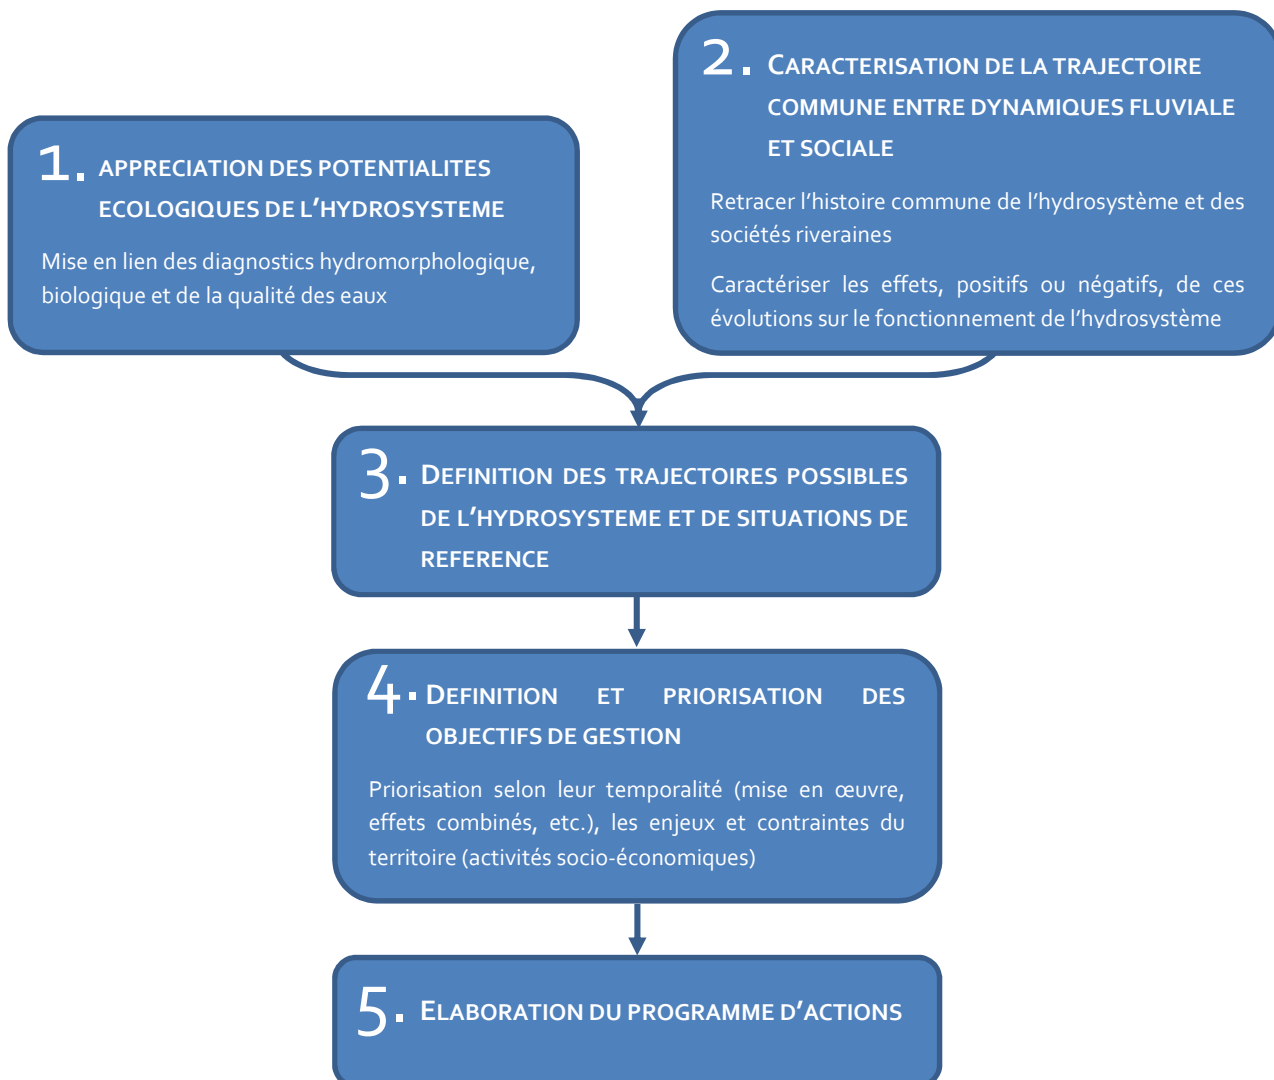 1. APPRECIATION DES POTENTIALITES
ECOLOGIQUES DE L'HYDROSYSTEME
Mise en lien des diagnostics hydromorphologique,
biologique et de la qualité des eaux
2. CARACTERISATION DE LA TRAJECTOIRE
COMMUNE ENTRE DYNAMIQUES FLUVIALE
ET SOCIALE
Retracer l'histoire commune de l'hydrosystème et des
sociétés riveraines
Caractériser les effets, positifs ou négatifs, de ces
évolutions sur le fonctionnement de l'hydrosystème
3. DEFINITION DES TRAJECTOIRES POSSIBLES
DE L'HYDROSYSTEME ET DE SITUATIONS DE
REFERENCE
4. DEFINITION ET PRIORISATION DES
OBJECTIFS DE GESTION
Priorisation selon leur temporalité (mise en œuvre,
effets combinés, etc.), les enjeux et contraintes du
territoire (activités socio-économiques)
5. ELABORATION DU PROGRAMME D'ACTIONS